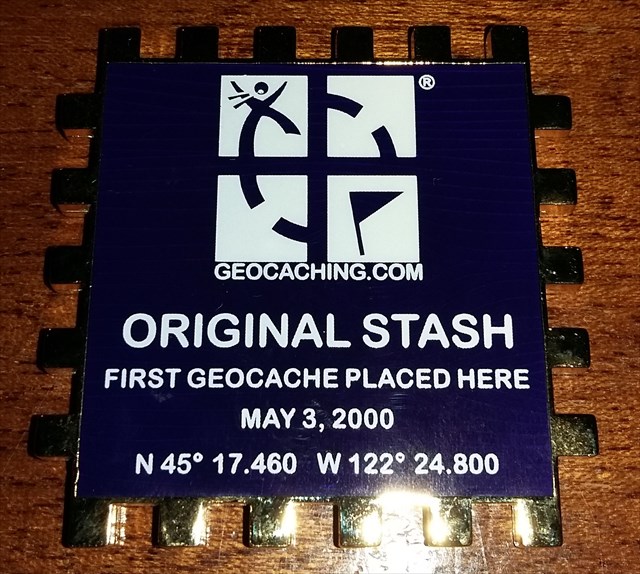 ®
GEOCACHING.COM
ORIGINAL STASH
FIRST GEOCACHE PLACED HERE
MAY 3, 2000
N 45° 17.460 W 122° 24.800